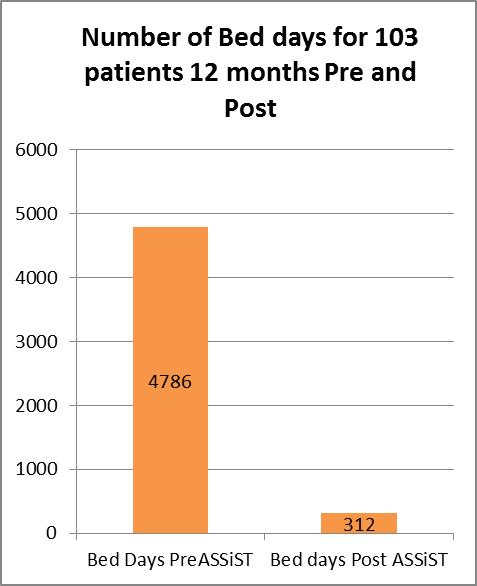 Number of Bed days for 103
patients 12 months Pre and
Post
6000
5000
4000
3000
2000
1000
0
4786
312
Bed Days PreASSiST
Bed days Post ASSiST